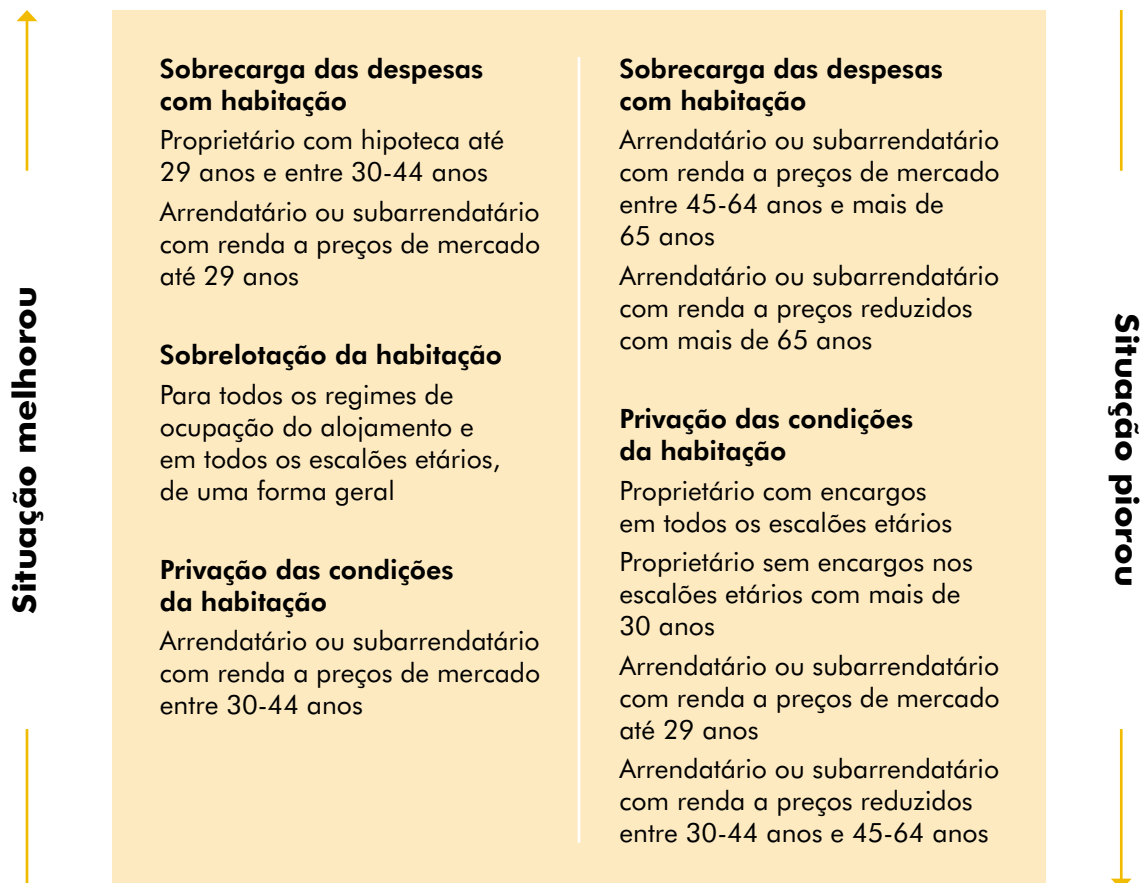 Situação melhorou
Sobrecarga das despesas
com habitação
Proprietário com hipoteca até
29 anos e entre 30-44 anos
Arrendatário ou subarrendatário
com renda a preços de mercado
até 29 anos
Sobrelotação da habitação
Para todos os regimes de
ocupação do alojamento e
em todos os escalões etários,
de uma forma geral
Privação das condições
da habitação
Arrendatário ou subarrendatário
com renda a preços de mercado
entre 30-44 anos
Sobrecarga das despesas
com habitação
Arrendatário ou subarrendatário
com renda a preços de mercado
entre 45-64 anos e mais de
65 anos
Arrendatário ou subarrendatário
com renda a preços reduzidos
com mais de 65 anos
Privação das condições
da habitação
Proprietário com encargos
em todos os escalões etários
Proprietário sem encargos nos
escalões etários com mais de
30 anos
Arrendatário ou subarrendatário
com renda a preços de mercado
até 29 anos
Arrendatário ou subarrendatário
com renda a preços reduzidos
entre 30-44 anos e 45-64 anos
Situação piorou